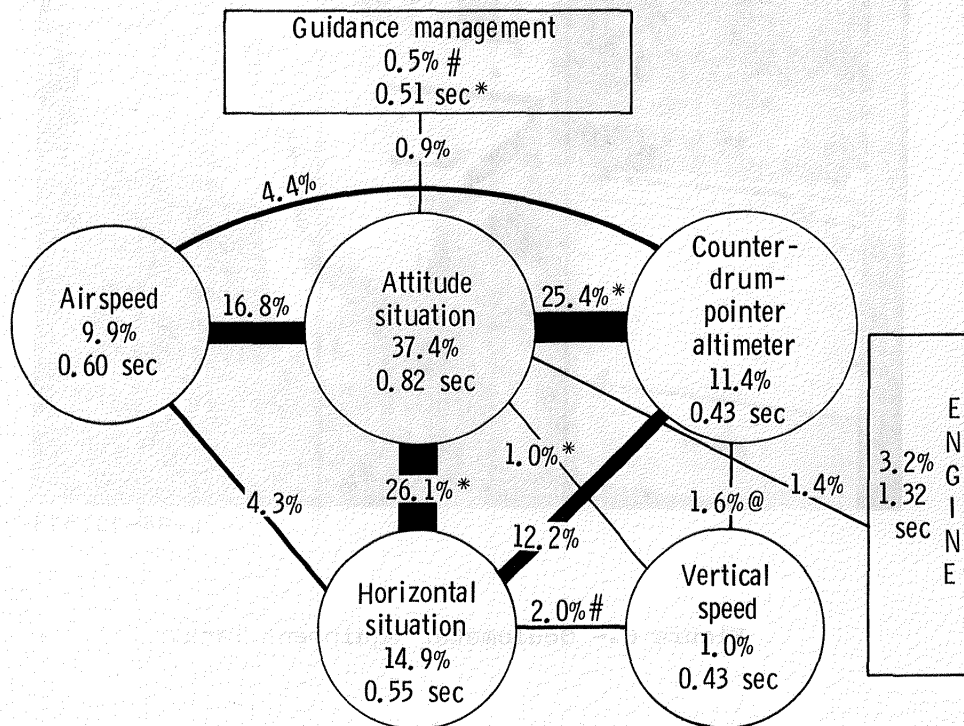 Guidance management
0.5% #
0.51 sec*
0.9%
4.4%
Airspeed
9.9%
0.60 sec
16.8%
Attitude
situation
37.4%
0.82 sec
25.4%*
Counter-
drum-
pointer
altimeter
11.4%
0.43 sec
ENGINE
3.2%
1.32
sec
1.4%
1.0%*
1.6%@
4.3%
26.1%*
12.2%
Horizontal
situation
14.9%
0.55 sec
2.0%#
Vertical
speed
1.0%
0.43 sec